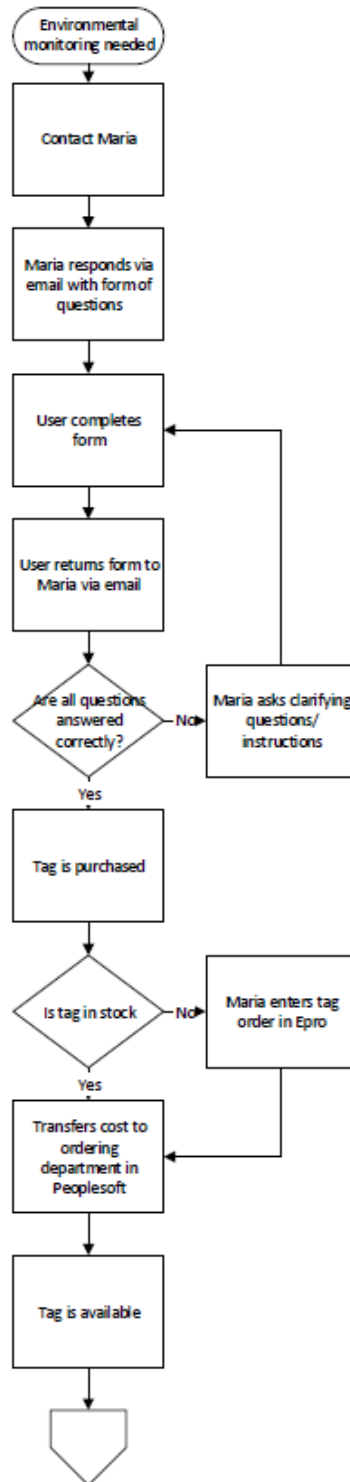 Environmental
monitoring needed
Contact Maria
Maria responds via
email with form of
questions
User completes
form
User returns form to
Maria via email
Are all questions
answered
correctly?
No
Maria asks clarifying
questions/
instructions
Yes
Tag is purchased
Is tag in stock
No
Maria enters tag
order in Epro
Yes
Transfers cost to
ordering
department in
Peoplesoft
Tag is available